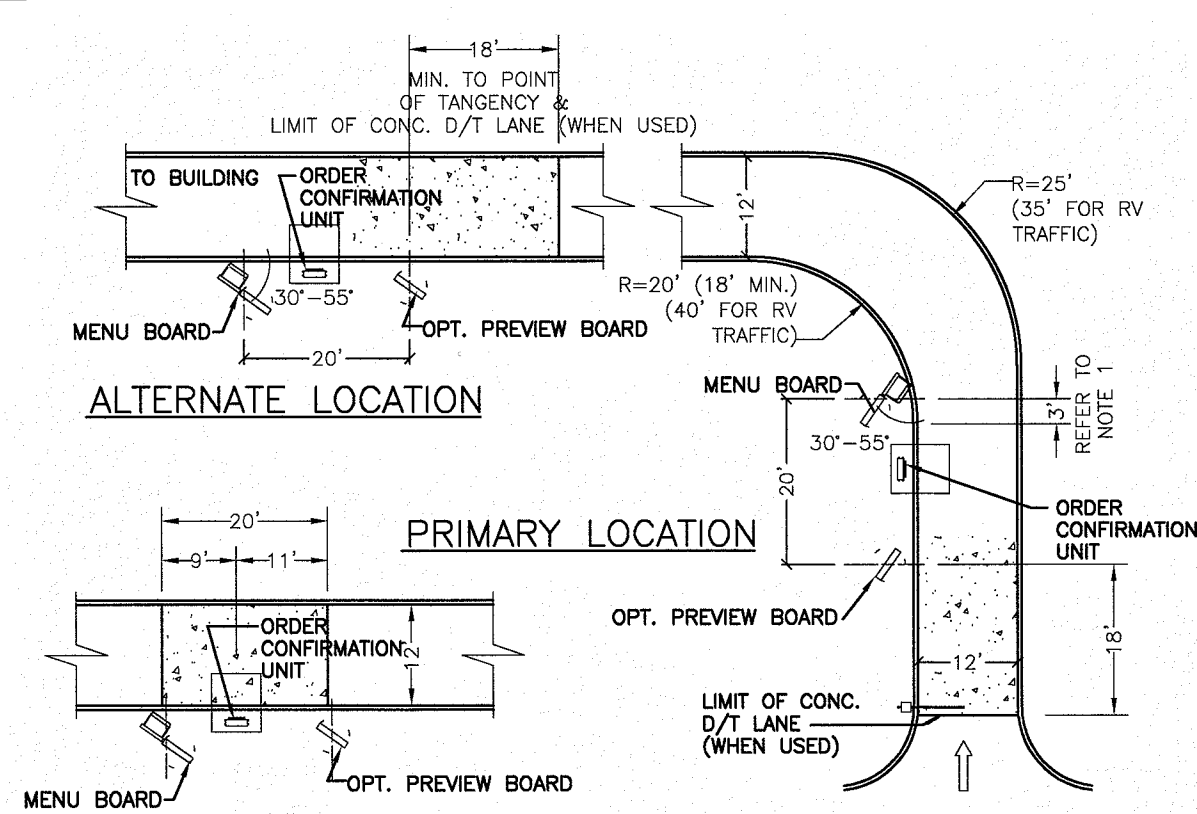 18'
MIN. TO POINT
OF TANGENCY &
LIMIT OF CONC. D/T LANE (WHEN USED)
TO BUILDING
ORDER
CONFIRMATION
UNIT
30°-55°
MENU BOARD
OPT. PREVIEW BOARD
20'
ALTERNATE LOCATION
12'
R=25'
(35' FOR RV
TRAFFIC)
R=20' (18' MIN.)
(40' FOR RV
TRAFFIC)
MENU BOARD
30°-55°
20'
3'
REFER TO
NOTE 1
ORDER
CONFIRMATION
UNIT
PRIMARY LOCATION
OPT. PREVIEW BOARD
12'
18'
LIMIT OF CONC.
D/T LANE
(WHEN USED)
20'
9'
11'
ORDER
CONFIRMATION
UNIT
12'
MENU BOARD
OPT. PREVIEW BOARD